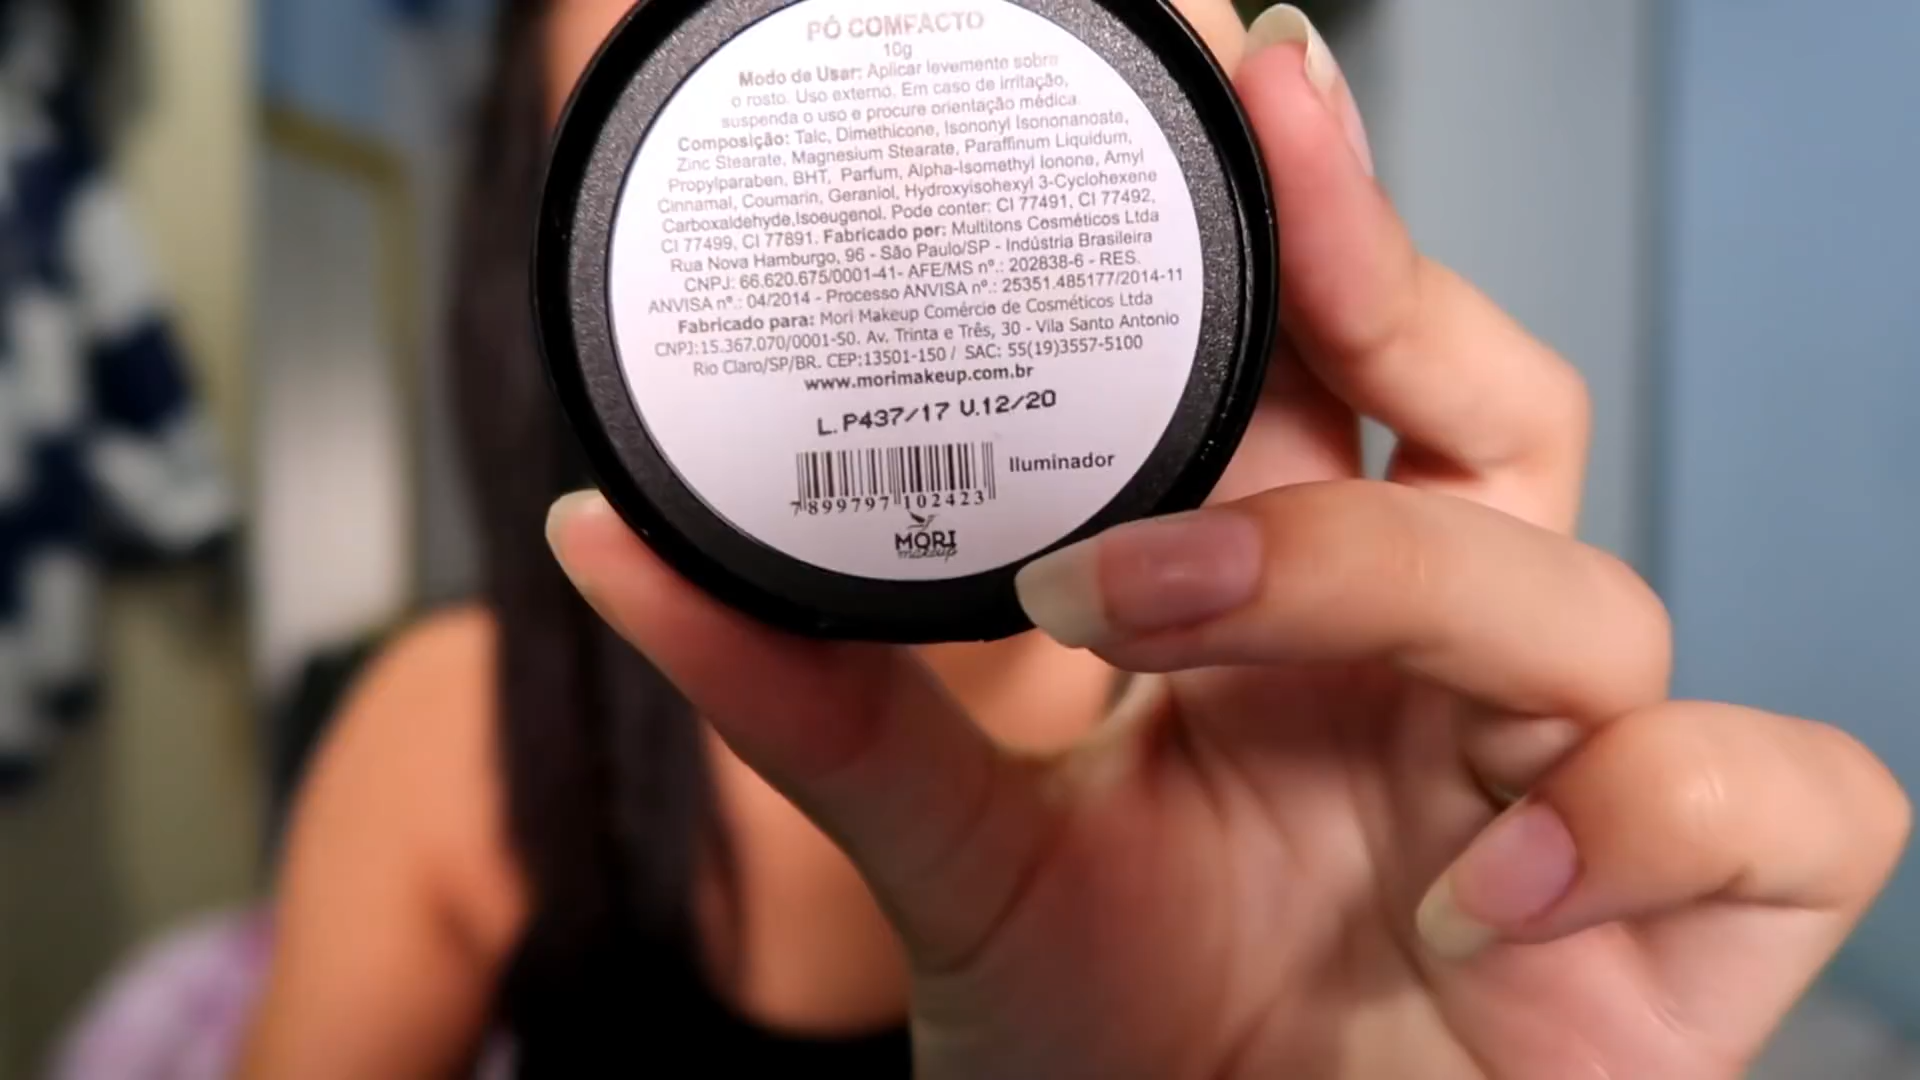 PÓ COMPACTO
10g
Modo de Usar: Aplicar levemente sobre
o rosto. Uso externo. Em caso de irritação,
suspenda o uso e procure orientação médica.
Composição: Talc, Dimethicone, Isononyl Isononanoate,
Zinc Stearate, Magnesium Stearate, Paraffinum Liquidum,
Propylparaben, BHT, Parfum, Alpha-Isomethyl Ionone, Amyl
Cinnamal, Coumarin, Geraniol, Hydroxyisohexyl 3-Cyclohexene
Carboxaldehyde,Isoeugenol. Pode conter: CI 77491, CI 77492,
CI 77499, CI 77891. Fabricado por: Multitons Cosméticos Ltda
Rua Nova Hamburgo, 96 - São Paulo/SP - Indústria Brasileira
CNPJ: 66.620.675/0001-41- AFE/MS nº.: 202838-6 - RES.
ANVISA nº.: 04/2014 - Processo ANVISA nº.: 25351.485177/2014-11
Fabricado para: Mori Makeup Comércio de Cosméticos Ltda
CNPJ:15.367.070/0001-50. Av. Trinta e Três, 30 - Vila Santo Antonio
Rio Claro/SP/BR. CEP:13501-150 / SAC: 55(19)3557-5100
www.morimakeup.com.br
L. P437/17 V.12/20
Iluminador
7 899797 102423
MORI
makeup